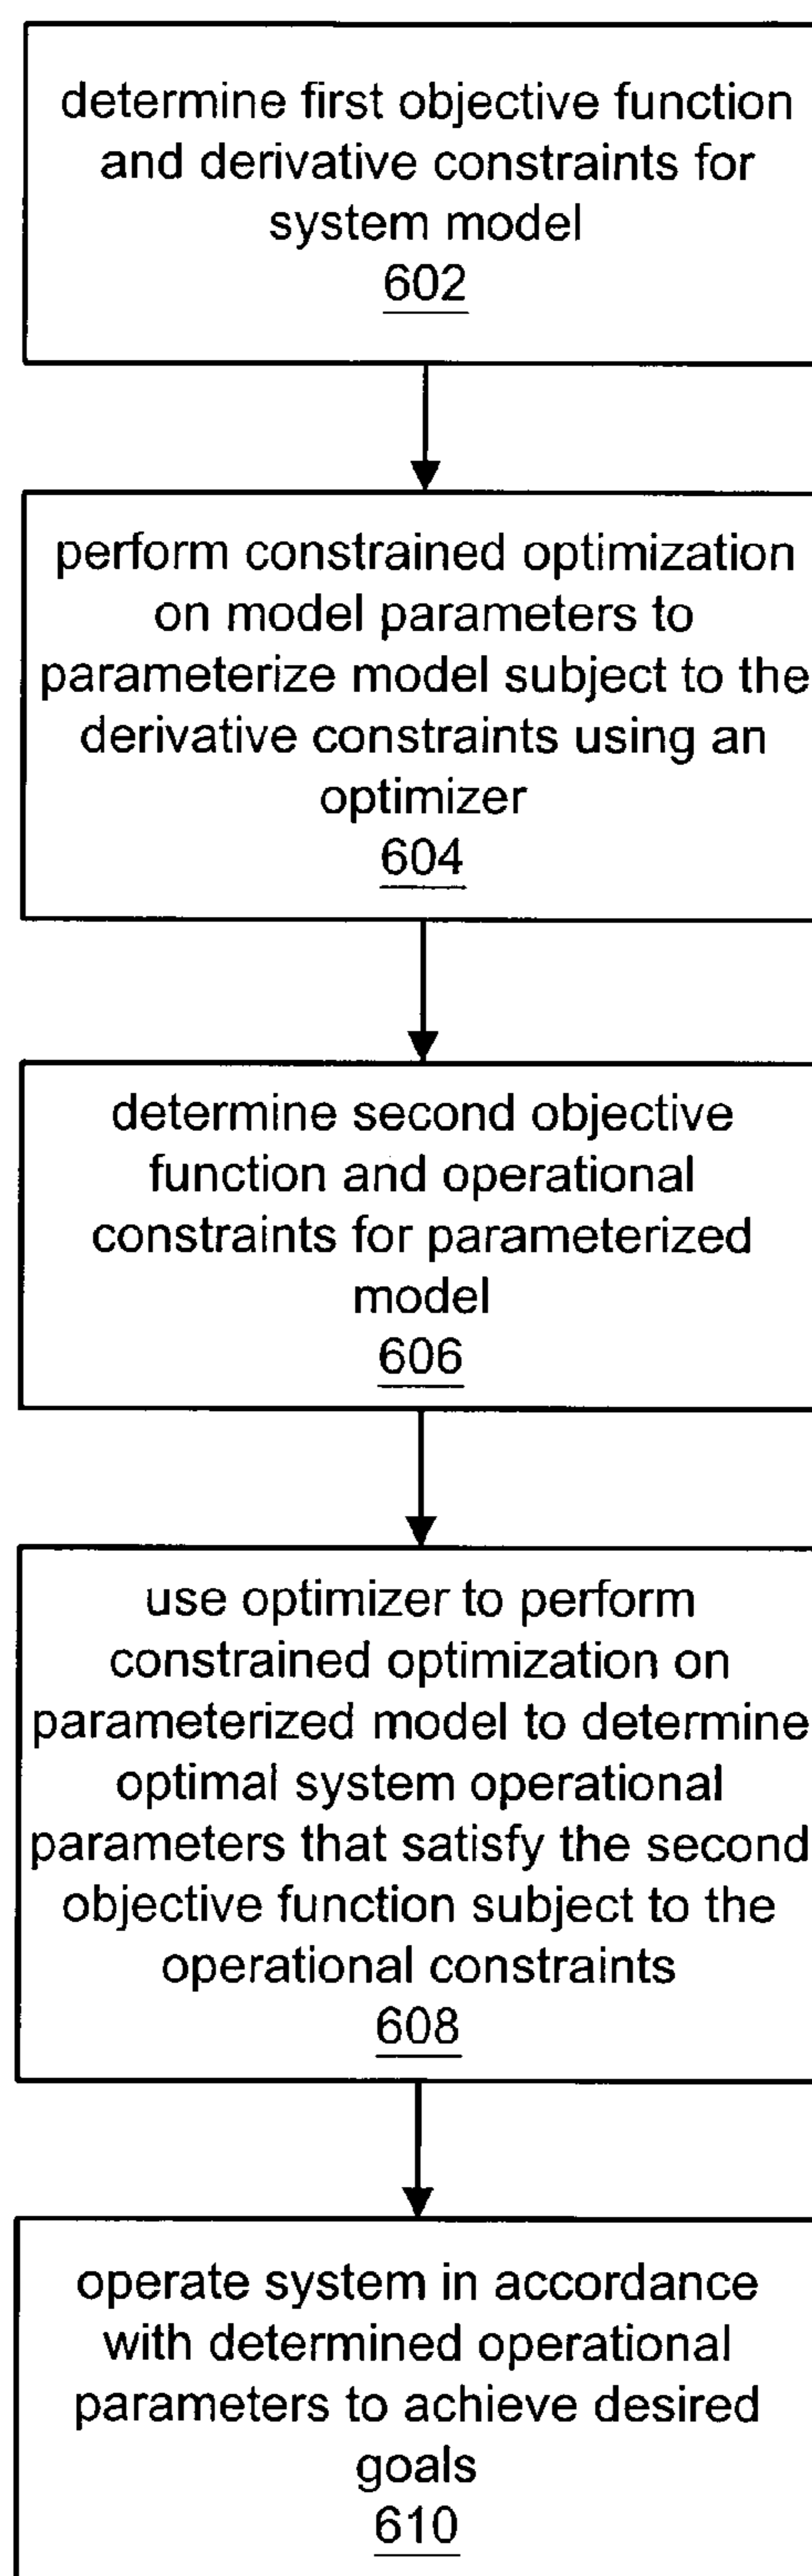 determine first objective function
and derivative constraints for
system model
602
perform constrained optimization
on model parameters to
parameterize model subject to the
derivative constraints using an
optimizer
604
determine second objective
function and operational
constraints for parameterized
model
606
use optimizer to perform
constrained optimization on
parameterized model to determine
optimal system operational
parameters that satisfy the second
objective function subject to the
operational constraints
608
operate system in accordance
with determined operational
parameters to achieve desired
goals
610